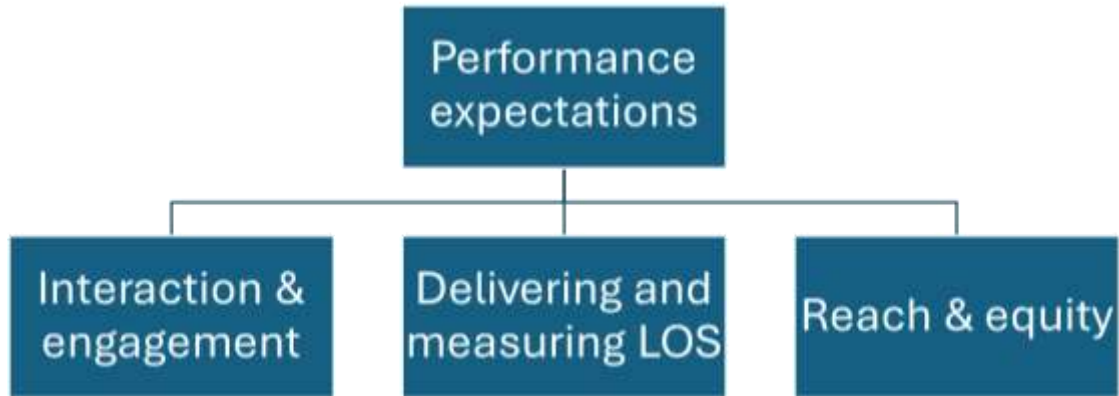 Performance
expectations
Interaction &
engagement
Delivering and
measuring LOS
Reach & equity